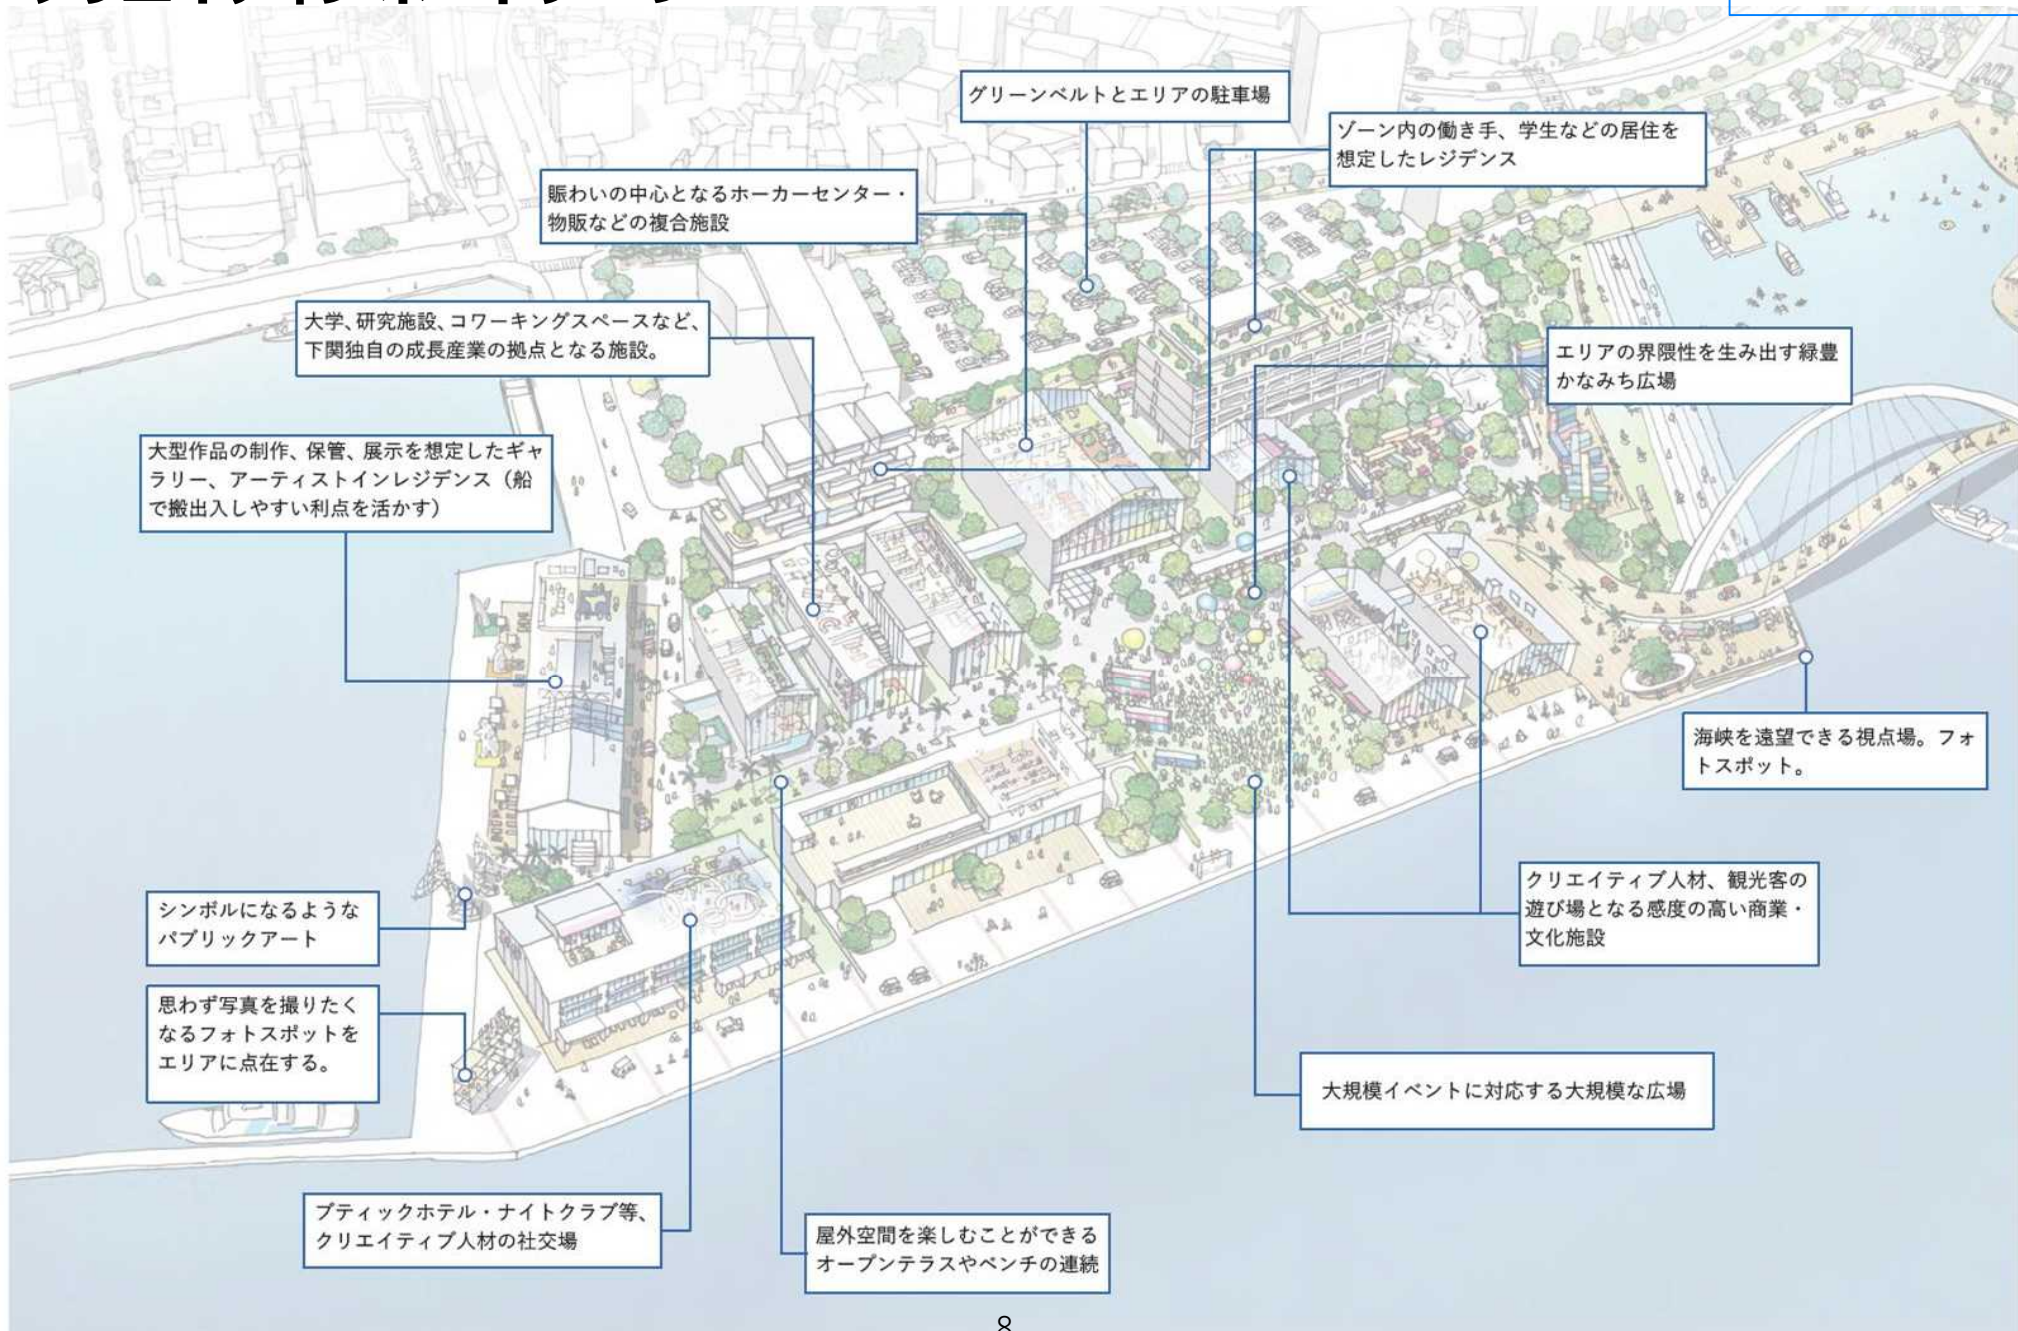 グリーンベルトとエリアの駐車場
ゾーン内の働き手、学生などの居住を
想定したレジデンス
賑わいの中心となるホーカーセンター・
物販などの複合施設
大学、研究施設、コワーキングスペースなど、
下関独自の成長産業の拠点となる施設。
エリアの界隈性を生み出す緑豊
かなみち広場
大型作品の制作、保管、展示を想定したギャ
ラリー、アーティストインレジデンス（船
で搬出入しやすい利点を活かす）
海峡を遠望できる視点場。フォ
トスポット。
クリエイティブ人材、観光客の
遊び場となる感度の高い商業・
文化施設
シンボルになるような
パブリックアート
思わず写真を撮りたく
なるフォトスポットを
エリアに点在する。
大規模イベントに対応する大規模な広場
ブティックホテル・ナイトクラブ等、
クリエイティブ人材の社交場
屋外空間を楽しむことができる
オープンテラスやベンチの連続
8